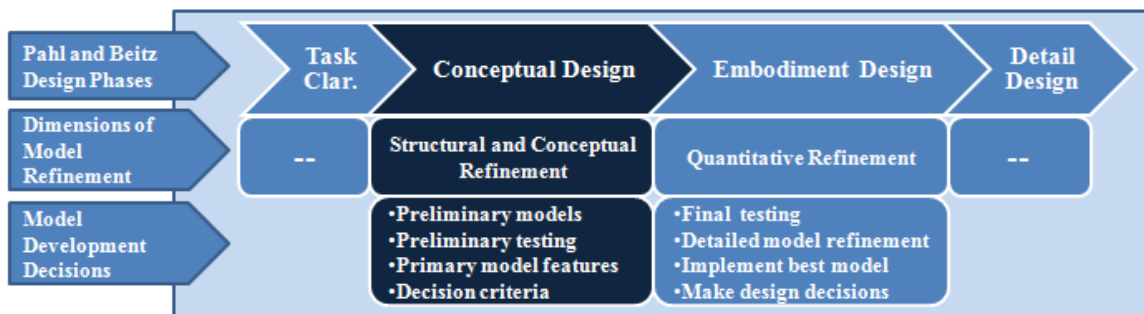 Pahl and Beitz
Design Phases
Task
Clar.
Conceptual Design
Embodiment Design
Detail
Design
Dimensions of
Model
Refinement
--
Structural and Conceptual
Refinement
Quantitative Refinement
--
Model
Development
Decisions
•Preliminary models
•Preliminary testing
•Primary model features
•Decision criteria
•Final testing
•Detailed model refinement
•Implement best model
•Make design decisions